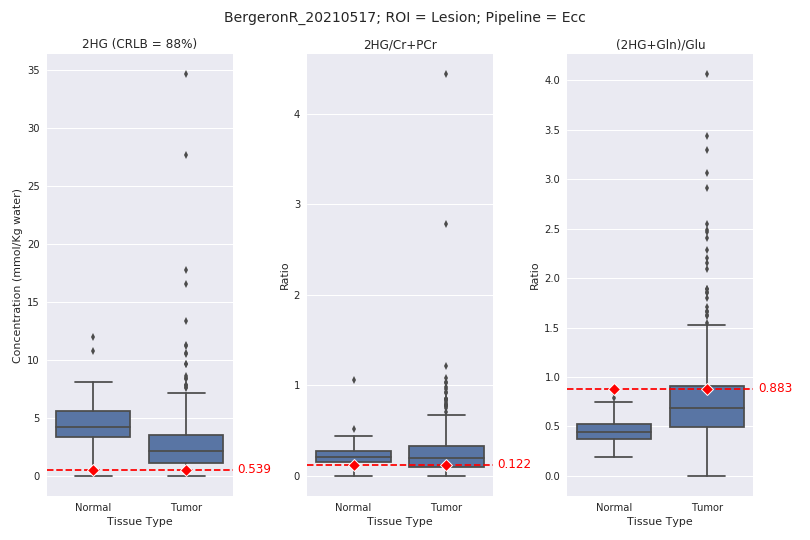 BergeronR_20210517; ROI = Lesion; Pipeline = Ecc
2HG (CRLB = 88%)
Concentration (mmol/Kg water)
35
30
25
20
15
10
5
0
0.539
Normal Tumor
Tissue Type
2HG/Cr+PCr
Ratio
4
3
2
1
0
0.122
Normal Tumor
Tissue Type
(2HG+Gln)/Glu
Ratio
4.0
3.5
3.0
2.5
2.0
1.5
1.0
0.5
0.0
0.883
Normal Tumor
Tissue Type